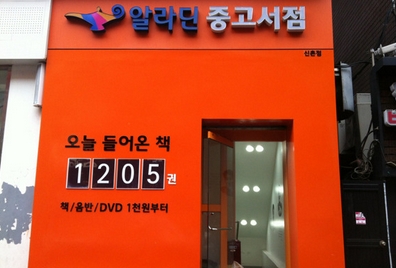 알라딘 중고서점
신촌점
오늘 들어온 책
1205권
책/음반/DVD 1천원부터